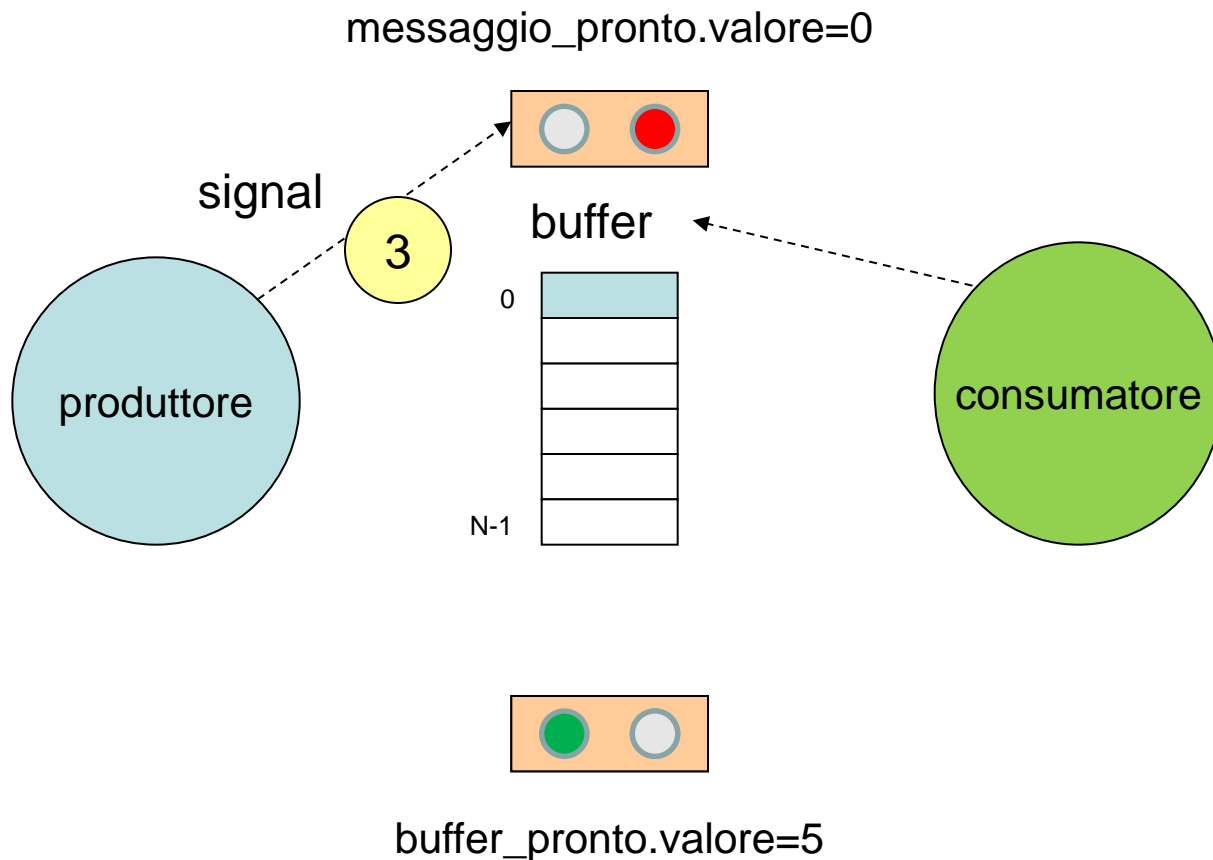 messaggio_pronto.valore=0
signal
3
buffer
0
produttore
consumatore
N-1
buffer_pronto.valore=5